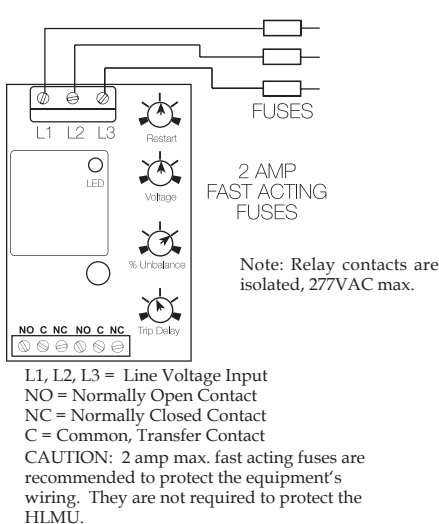 FUSES
L1 L2 L3
Restart
LED
Voltage
2 AMP
FAST ACTING
FUSES
% Unbalance
Note: Relay contacts are
isolated, 277VAC max.
Trip Delay
NO C NC NO C NC
L1, L2, L3 = Line Voltage Input
NO = Normally Open Contact
NC = Normally Closed Contact
C = Common, Transfer Contact
CAUTION: 2 amp max. fast acting fuses are
recommended to protect the equipment's
wiring. They are not required to protect the
HLMU.